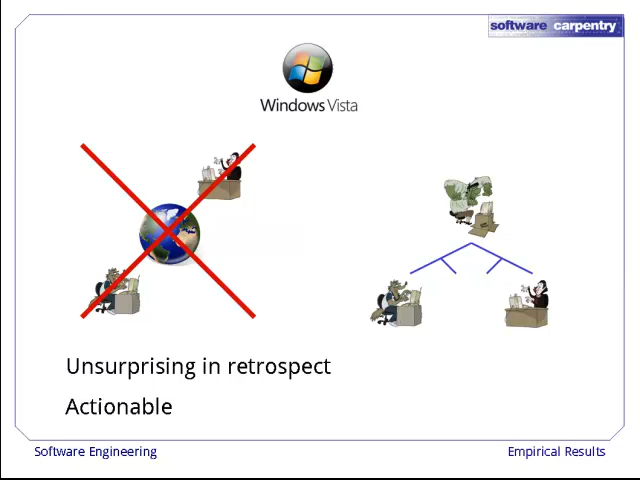 software carpentry
Windows Vista
Unsurprising in retrospect
Actionable
Software Engineering
Empirical Results